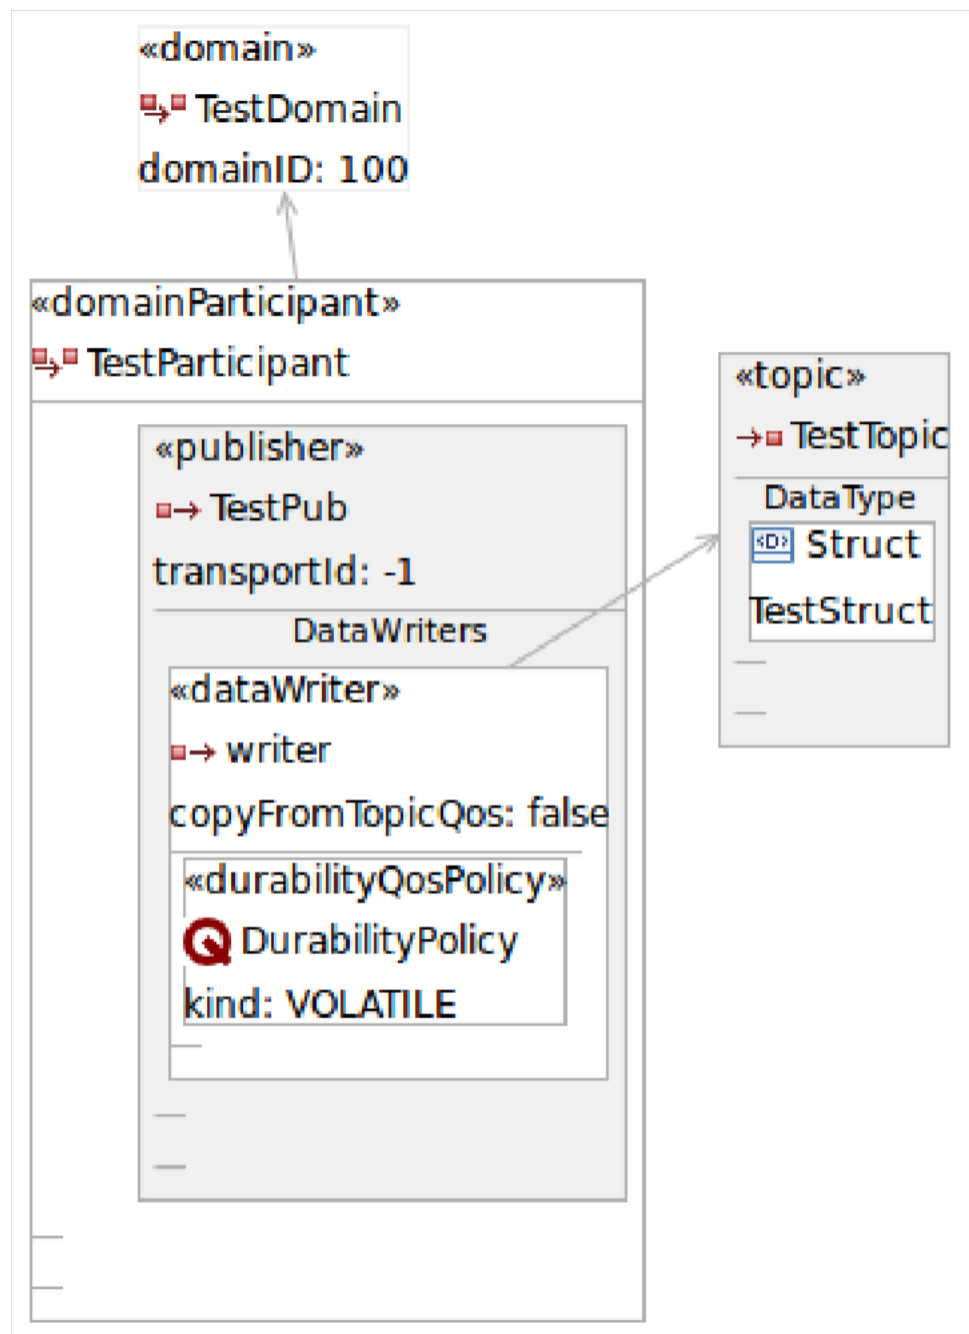 «domain»
TestDomain
domainID: 100
«domainParticipant»
TestParticipant
«publisher»
TestPub
transportId: -1
DataWriters
«dataWriter»
writer
copyFromTopicQos: false
«durabilityQosPolicy»
DurabilityPolicy
kind: VOLATILE
«topic»
TestTopic
DataType
<D> Struct
TestStruct